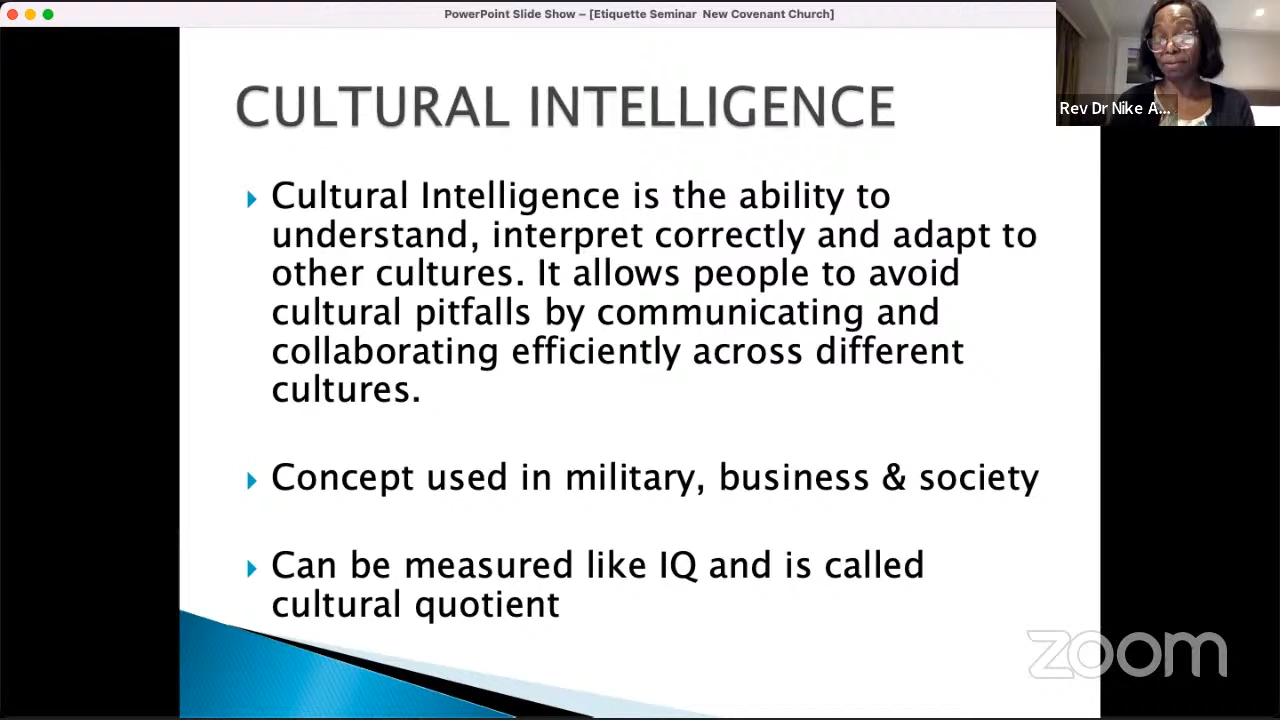 PowerPoint Slide Show – [Etiquette Seminar  New Covenant Church]
Rev Dr Nike A...
CULTURAL INTELLIGENCE
Cultural Intelligence is the ability to
understand, interpret correctly and adapt to
other cultures. It allows people to avoid
cultural pitfalls by communicating and
collaborating efficiently across different
cultures.
Concept used in military, business & society
Can be measured like IQ and is called
cultural quotient
zoom